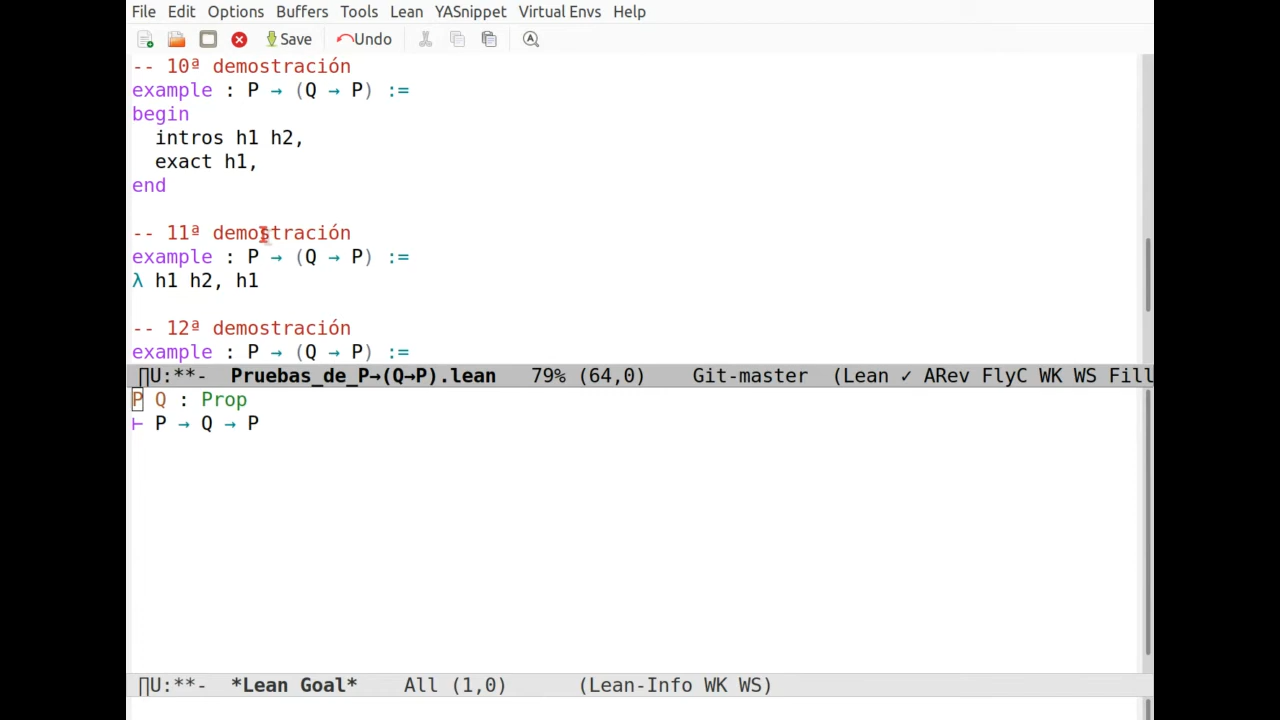 File Edit Options Buffers Tools Lean YASnippet Virtual Envs Help
Save Undo
-- 10ª demostración
example : P → (Q → P) :=
begin
  intros h1 h2,
  exact h1,
end
-- 11ª demostración
example : P → (Q → P) :=
λ h1 h2, h1
-- 12ª demostración
example : P → (Q → P) :=
∏U:**-  Pruebas_de_P→(Q→P).lean   79% (64,0)    Git-master  (Lean ✓ ARev FlyC WK WS Fill
P Q : Prop
⊢ P → Q → P
∏U:**-  *Lean Goal*    All (1,0)      (Lean-Info WK WS)